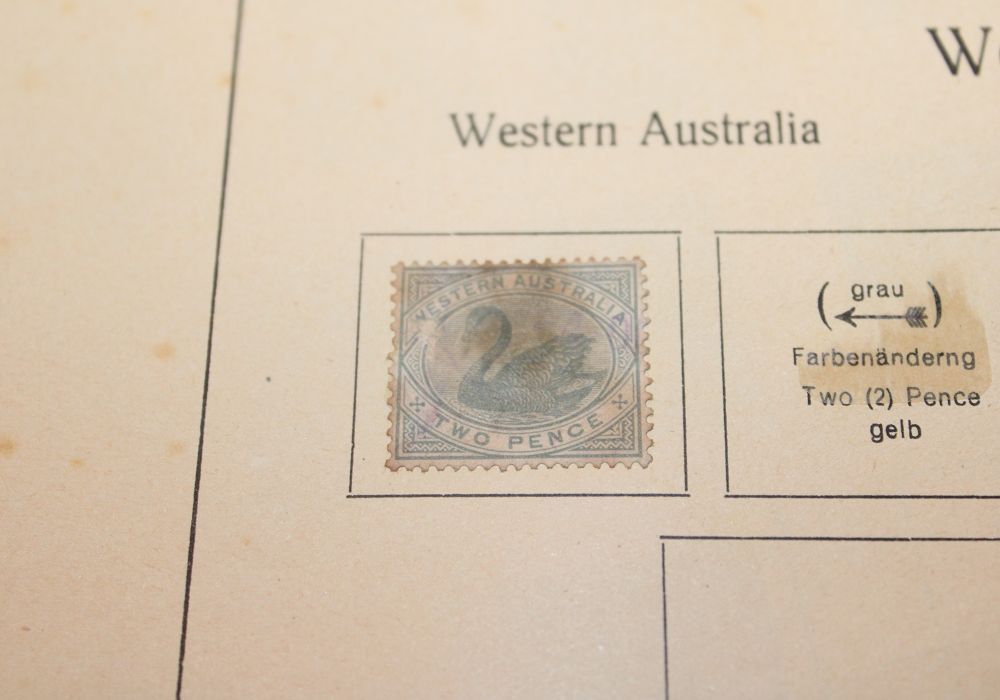 Western Australia
WESTERN AUSTRALIA
TWO PENCE
( grau )
Farbenänderng
Two (2) Pence
gelb